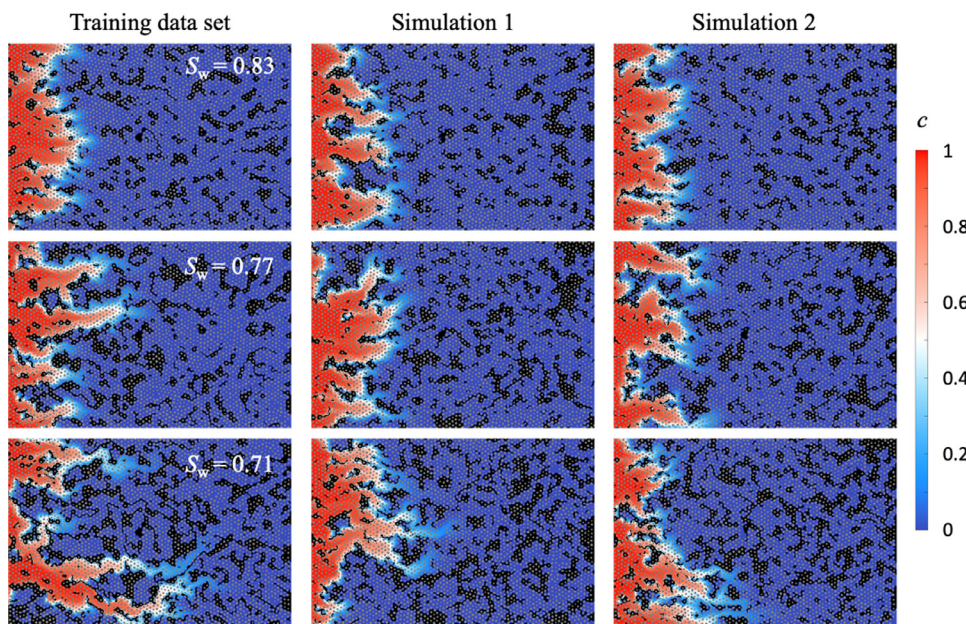 Training data set
Simulation 1
Simulation 2
S_w = 0.83
S_w = 0.77
S_w = 0.71
c
1
0.8
0.6
0.4
0.2
0